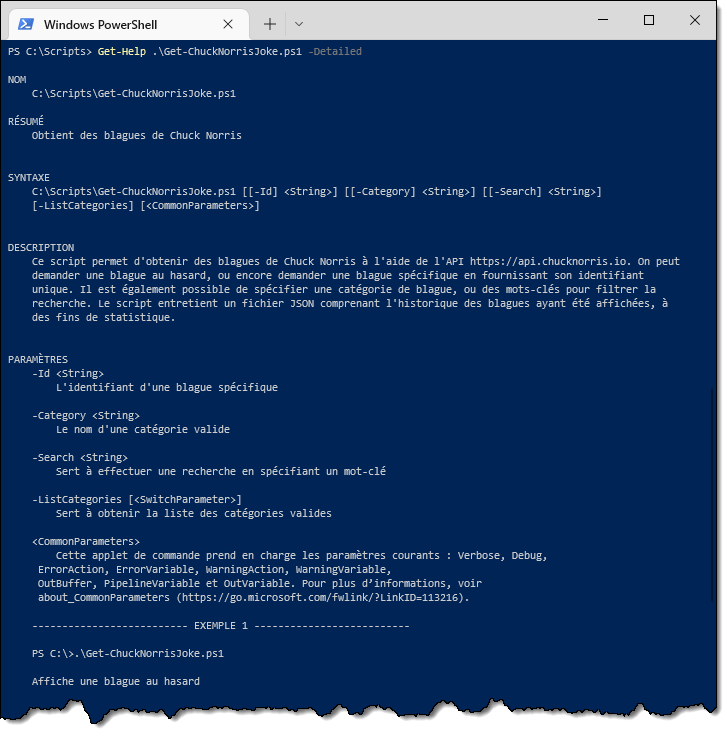 Windows PowerShell
PS C:\Scripts> Get-Help .\Get-ChuckNorrisJoke.ps1 -Detailed
NOM
C:\Scripts\Get-ChuckNorrisJoke.ps1
RÉSUMÉ
Obtient des blagues de Chuck Norris
SYNTAXE
C:\Scripts\Get-ChuckNorrisJoke.ps1 [[-Id] <String>] [[-Category] <String>] [[-Search] <String>]
[-ListCategories] [<CommonParameters>]
DESCRIPTION
Ce script permet d'obtenir des blagues de Chuck Norris à l'aide de l'API https://api.chucknorris.io. On peut
demander une blague au hasard, ou encore demander une blague spécifique en fournissant son identifiant
unique. Il est également possible de spécifier une catégorie de blague, ou des mots-clés pour filtrer la
recherche. Le script entretient un fichier JSON comprenant l'historique des blagues ayant été affichées, à
des fins de statistique.
PARAMÈTRES
-Id <String>
L'identifiant d'une blague spécifique
-Category <String>
Le nom d'une catégorie valide
-Search <String>
Sert à effectuer une recherche en spécifiant un mot-clé
-ListCategories [<SwitchParameter>]
Sert à obtenir la liste des catégories valides
<CommonParameters>
Cette applet de commande prend en charge les paramètres courants : Verbose, Debug,
ErrorAction, ErrorVariable, WarningAction, WarningVariable,
OutBuffer, PipelineVariable et OutVariable. Pour plus d’informations, voir
about_CommonParameters (https://go.microsoft.com/fwlink/?LinkID=113216).
-------------------------- EXEMPLE 1 --------------------------
PS C:\>.\Get-ChuckNorrisJoke.ps1
Affiche une blague au hasard